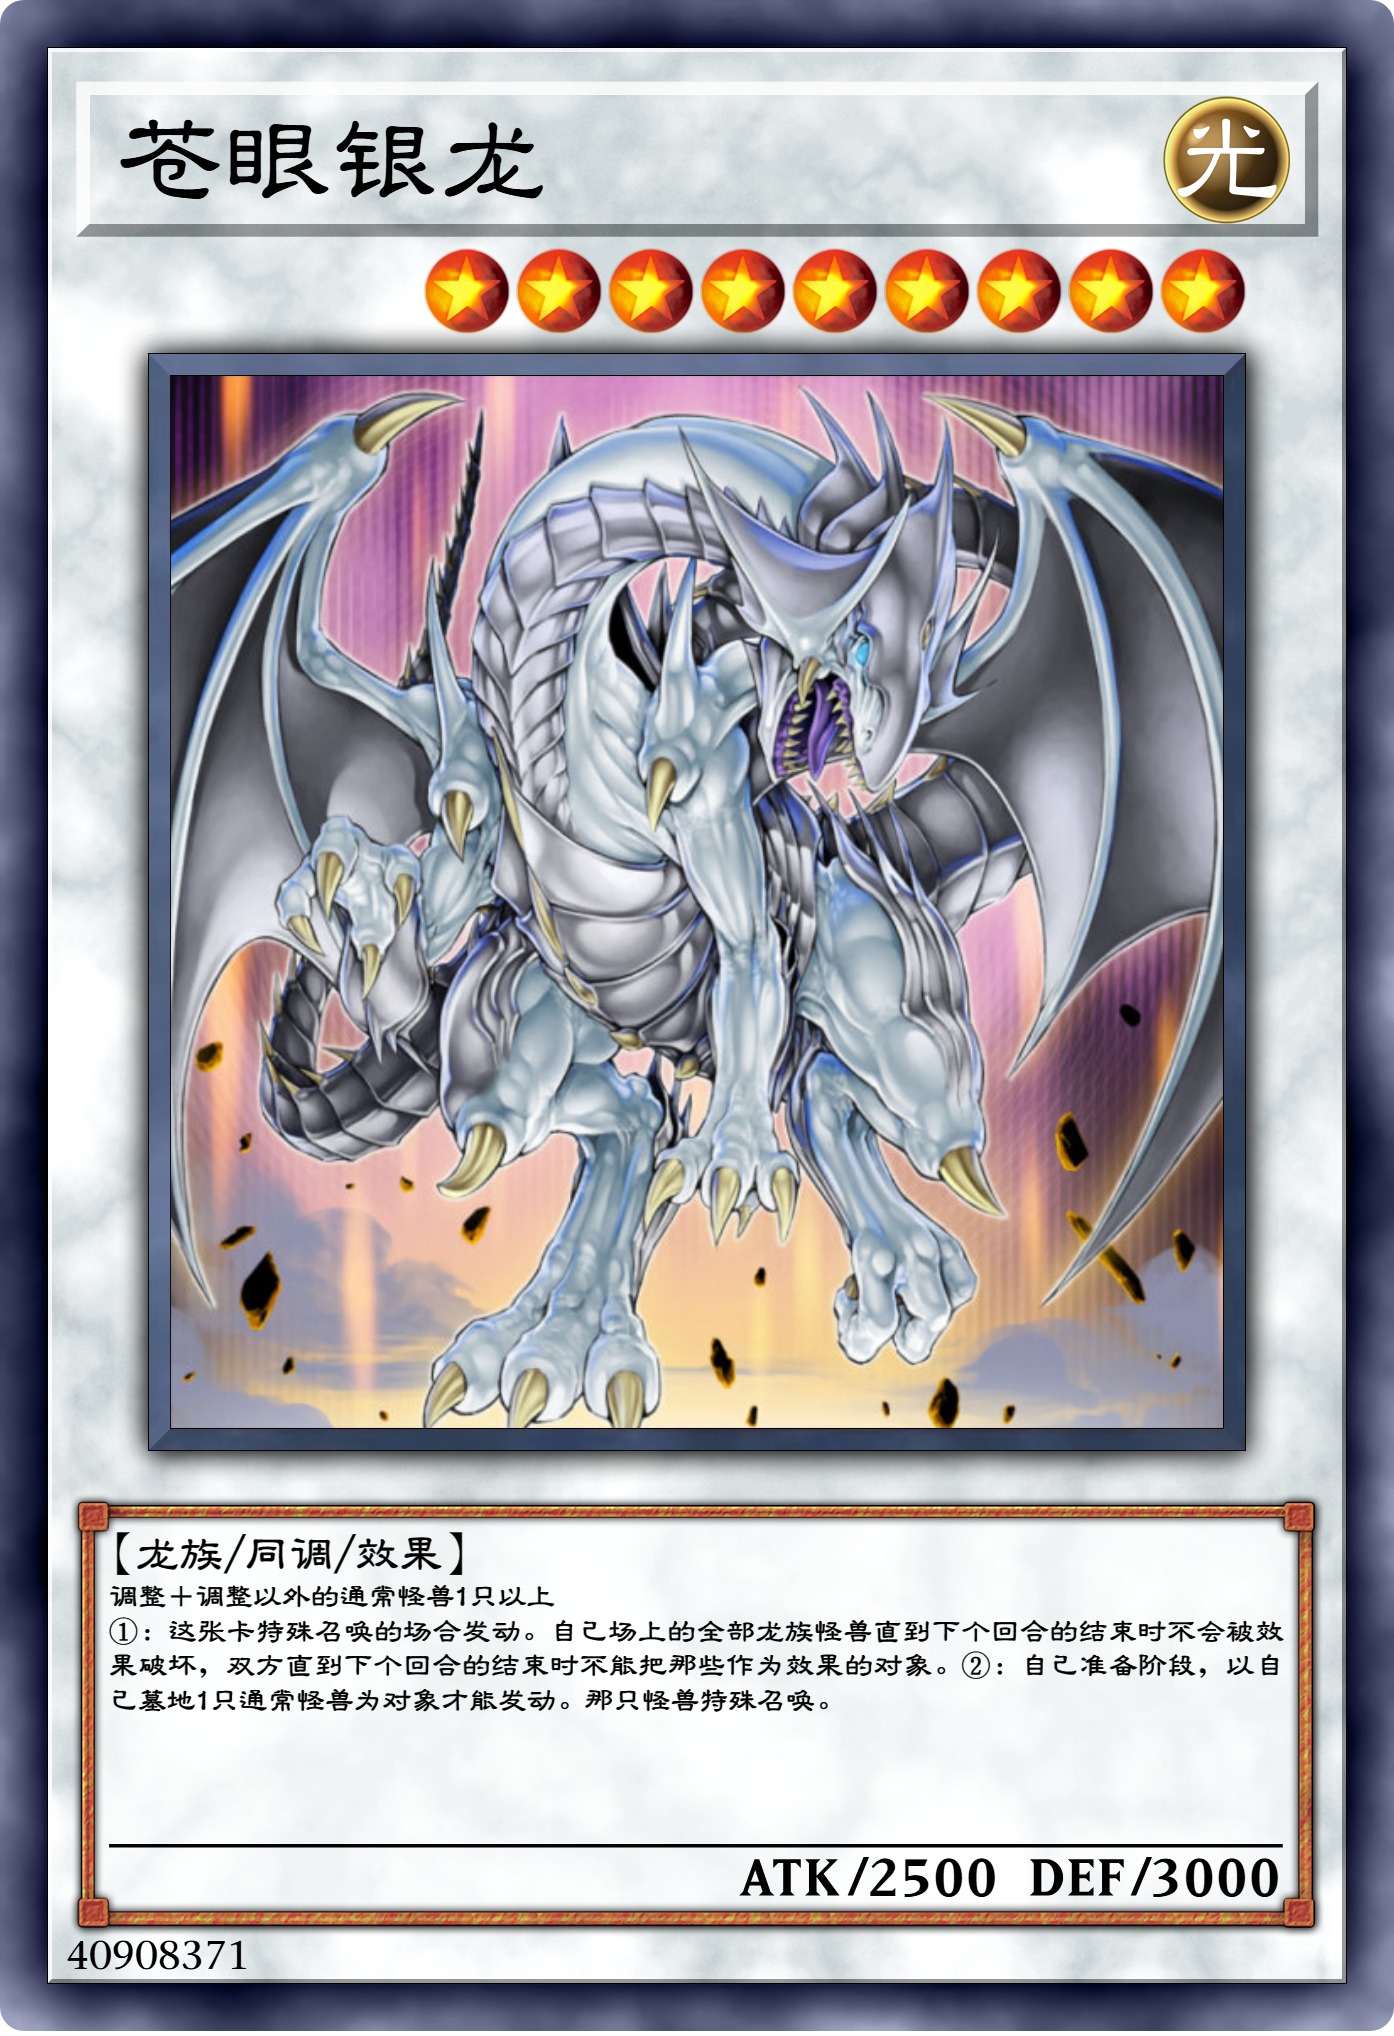 苍眼银龙
光
【龙族/同调/效果】
调整＋调整以外的通常怪兽1只以上
①：这张卡特殊召唤的场合发动。自己场上的全部龙族怪兽直到下个回合的结束时不会被效
果破坏，双方直到下个回合的结束时不能把那些作为效果的对象。②：自己准备阶段，以自
己墓地1只通常怪兽为对象才能发动。那只怪兽特殊召唤。
ATK/2500 DEF/3000
40908371